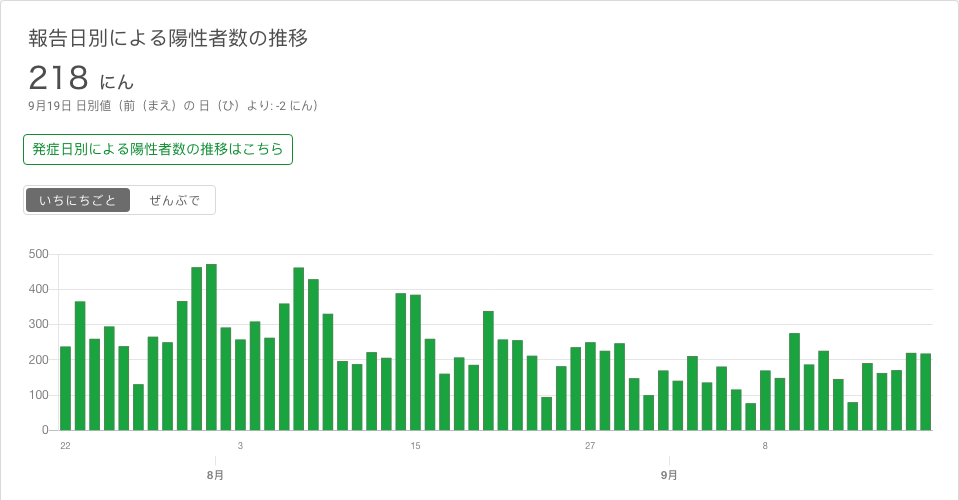 報告日別による陽性者数の推移
218 にん
9月19日 日別値（前（まえ）の 日（ひ）より: -2 にん）
発症日別による陽性者数の推移はこちら
いちにちごと ぜんぶで
500
400
300
200
100
0
22 3 15 27 8
8月 9月